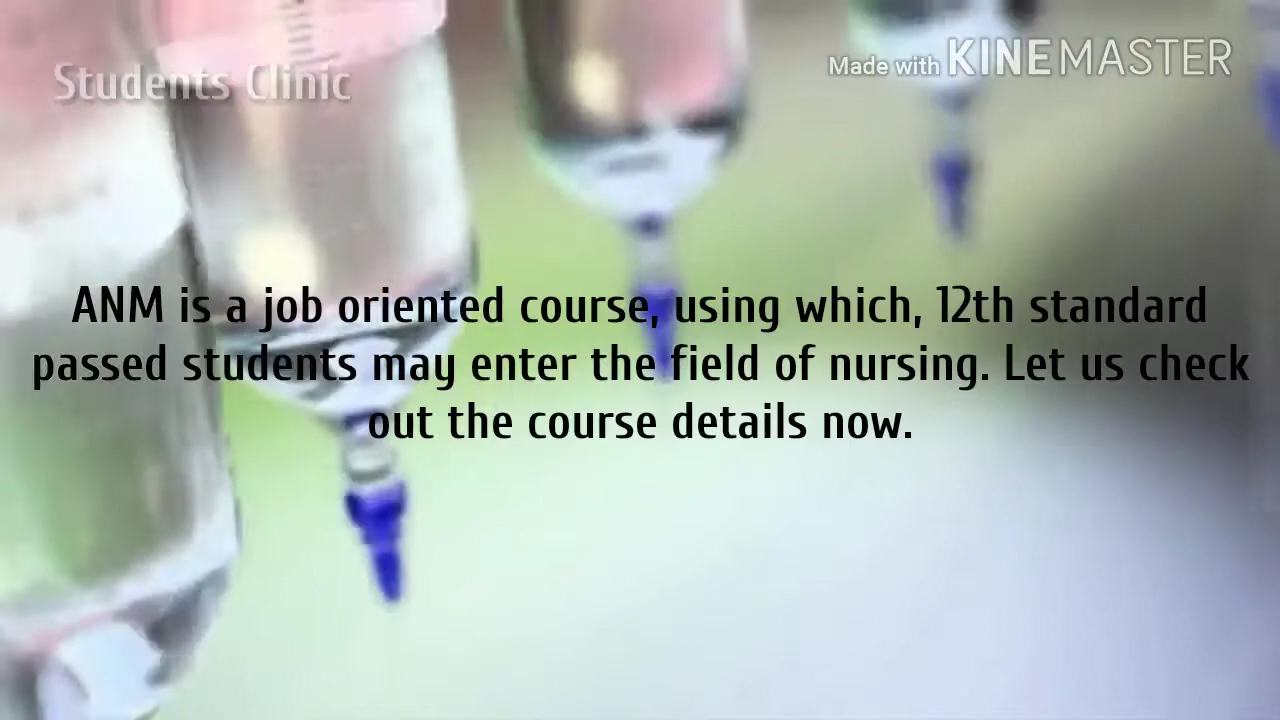 Students Clinic
Made with KINEMASTER
ANM is a job oriented course, using which, 12th standard
passed students may enter the field of nursing. Let us check
out the course details now.